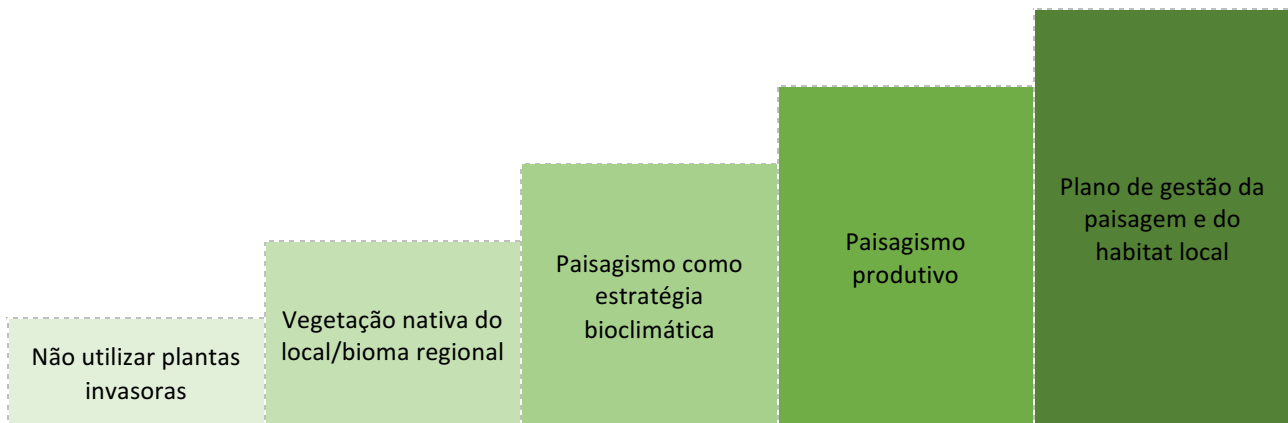 Não utilizar plantas
invasoras
Vegetação nativa do
local/bioma regional
Paisagismo como
estratégia
bioclimática
Paisagismo
produtivo
Plano de gestão da
paisagem e do
habitat local